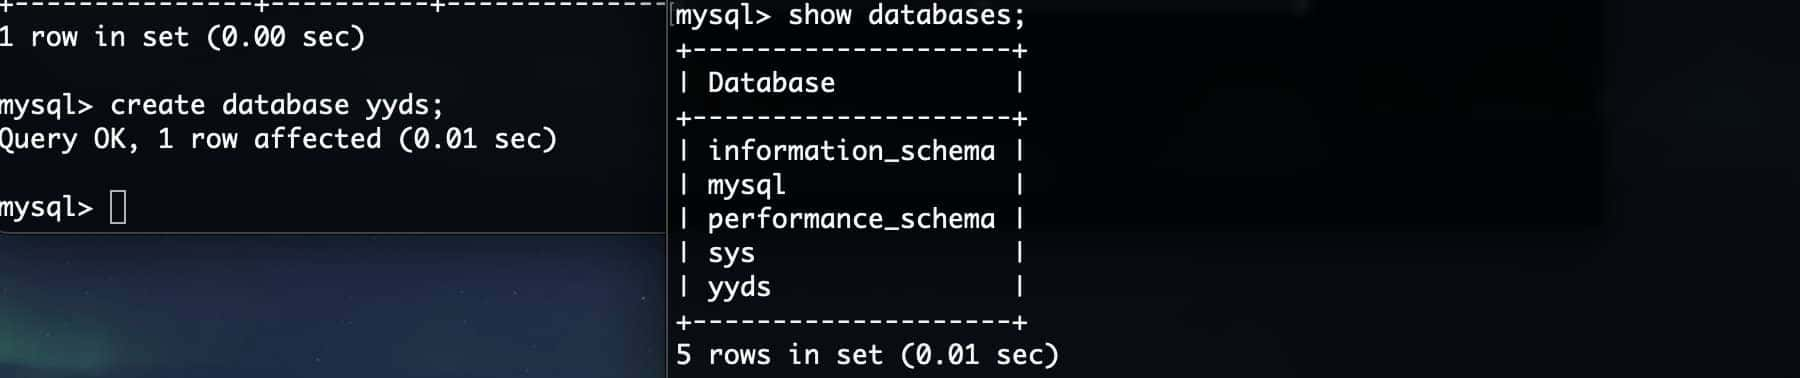 +---------------+----------+--------------
1 row in set (0.00 sec)
mysql> create database yyds;
Query OK, 1 row affected (0.01 sec)
mysql>
mysql> show databases;
+--------------------+
| Database           |
+--------------------+
| information_schema |
| mysql              |
| performance_schema |
| sys                |
| yyds               |
+--------------------+
5 rows in set (0.01 sec)